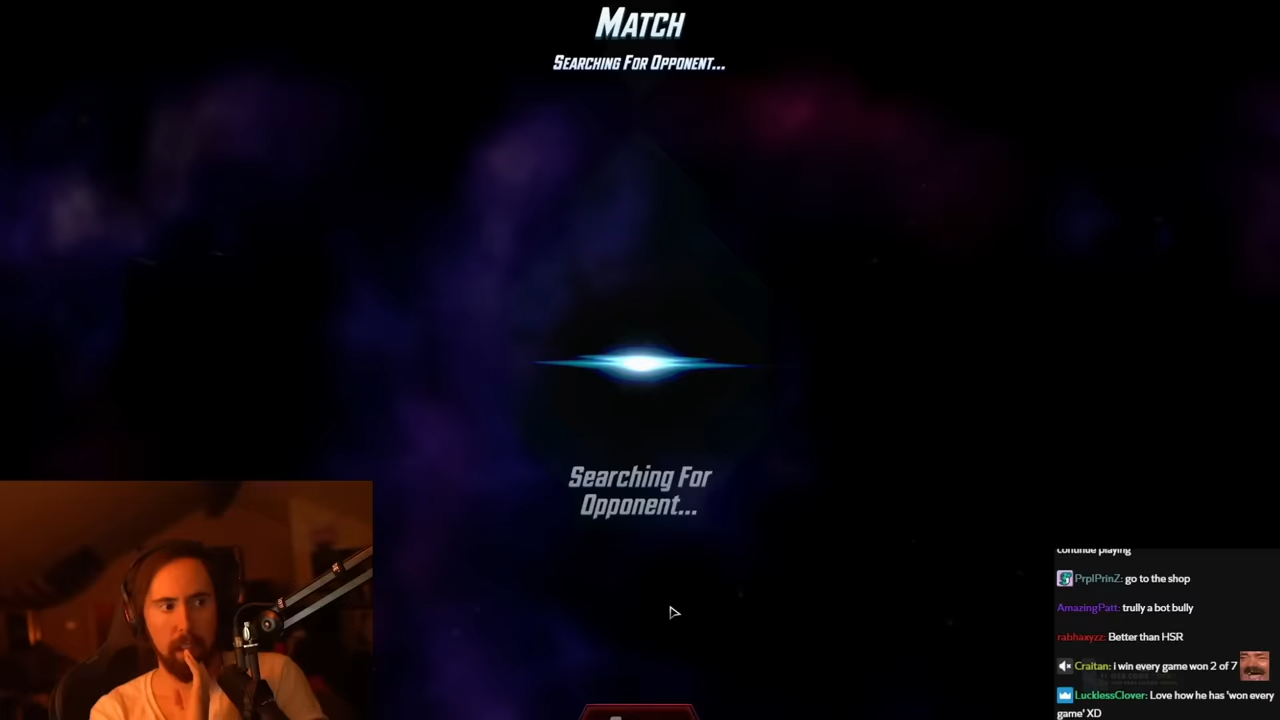 MATCH
SEARCHING FOR OPPONENT...
Searching For
Opponent...
continue playing
PrplPrinZ: go to the shop
AmazingPatt: trully a bot bully
rabhaxyzz: Better than HSR
Craitan: i win every game won 2 of 7
LucklessClover: Love how he has 'won every
game' XD